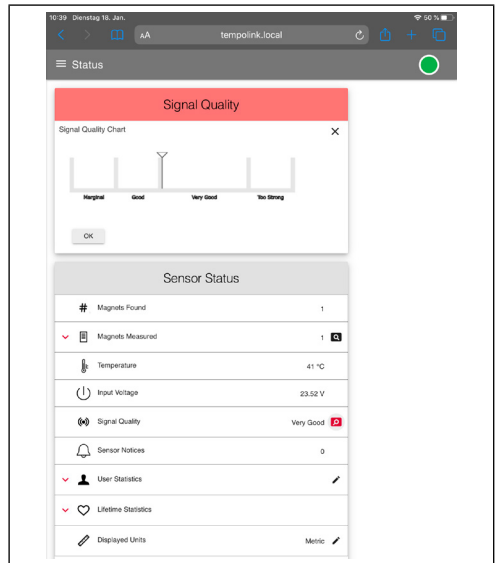 10:39 Dienstag 18. Jan.
50 %
AA
tempolink.local
Status
Signal Quality
Signal Quality Chart
Marginal Good Very Good Too Strong
OK
Sensor Status
# Magnets Found 1
Magnets Measured 1
Temperature 41 °C
Input Voltage 23.52 V
Signal Quality Very Good
Sensor Notices 0
User Statistics
Lifetime Statistics
Displayed Units Metric